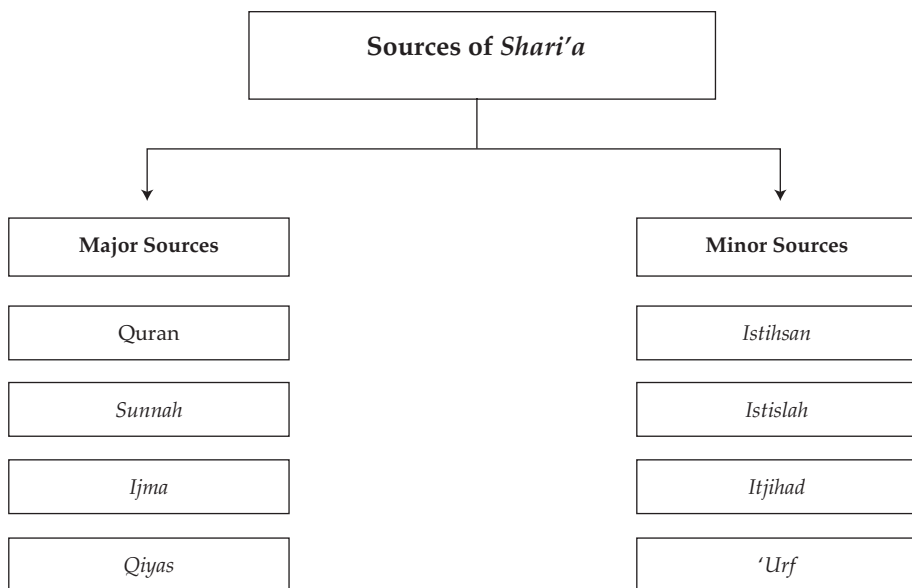 Sources of Shari'a
Major Sources
Quran
Sunnah
Ijma
Qiyas
Minor Sources
Istihsan
Istislah
Itjihad
‘Urf